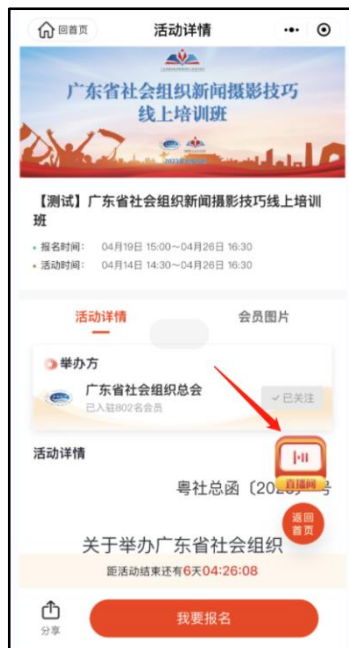 回首页
活动详情
广东省社会组织新闻摄影技巧
线上培训班
【测试】广东省社会组织新闻摄影技巧线上培训
班
报名时间： 04月19日 15:00～04月26日 16:30
活动时间： 04月14日 14:30～04月26日 16:30
活动详情
会员图片
举办方
广东省社会组织总会
已入驻802名会员
已关注
活动详情
直播间
粤社总函〔202
号
返回
首页
关于举办广东省社会组织
距活动结束还有6天04:26:08
分享
我要报名